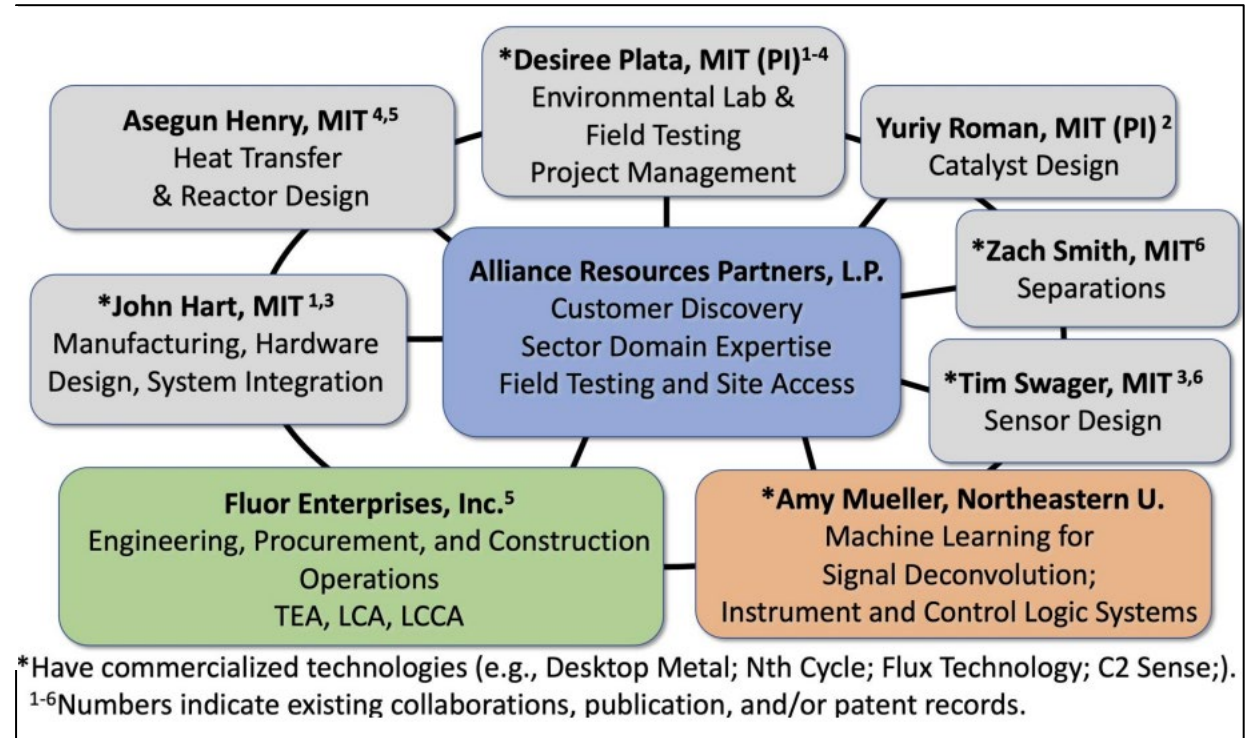 *Desiree Plata, MIT (PI)1-4
Environmental Lab &
Field Testing
Project Management
Asegun Henry, MIT 4,5
Heat Transfer
& Reactor Design
Yuriy Roman, MIT (PI) 2
Catalyst Design
*Zach Smith, MIT6
Separations
Alliance Resources Partners, L.P.
Customer Discovery
Sector Domain Expertise
Field Testing and Site Access
*John Hart, MIT 1,3
Manufacturing, Hardware
Design, System Integration
*Tim Swager, MIT 3,6
Sensor Design
Fluor Enterprises, Inc.5
Engineering, Procurement, and Construction
Operations
TEA, LCA, LCCA
*Amy Mueller, Northeastern U.
Machine Learning for
Signal Deconvolution;
Instrument and Control Logic Systems
*Have commercialized technologies (e.g., Desktop Metal; Nth Cycle; Flux Technology; C2 Sense;).
1-6Numbers indicate existing collaborations, publication, and/or patent records.